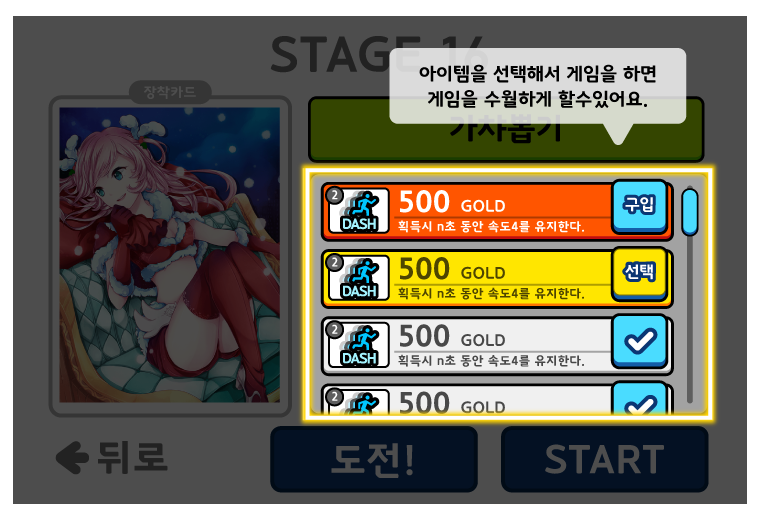 STAGE 16
아이템을 선택해서 게임을 하면
게임을 수월하게 할수있어요.
장착카드
가챠뽑기
2
DASH
500 GOLD
획득시 n초 동안 속도4를 유지한다.
구입
2
DASH
500 GOLD
획득시 n초 동안 속도4를 유지한다.
선택
2
DASH
500 GOLD
획득시 n초 동안 속도4를 유지한다.
2
500 GOLD
뒤로
도전!
START